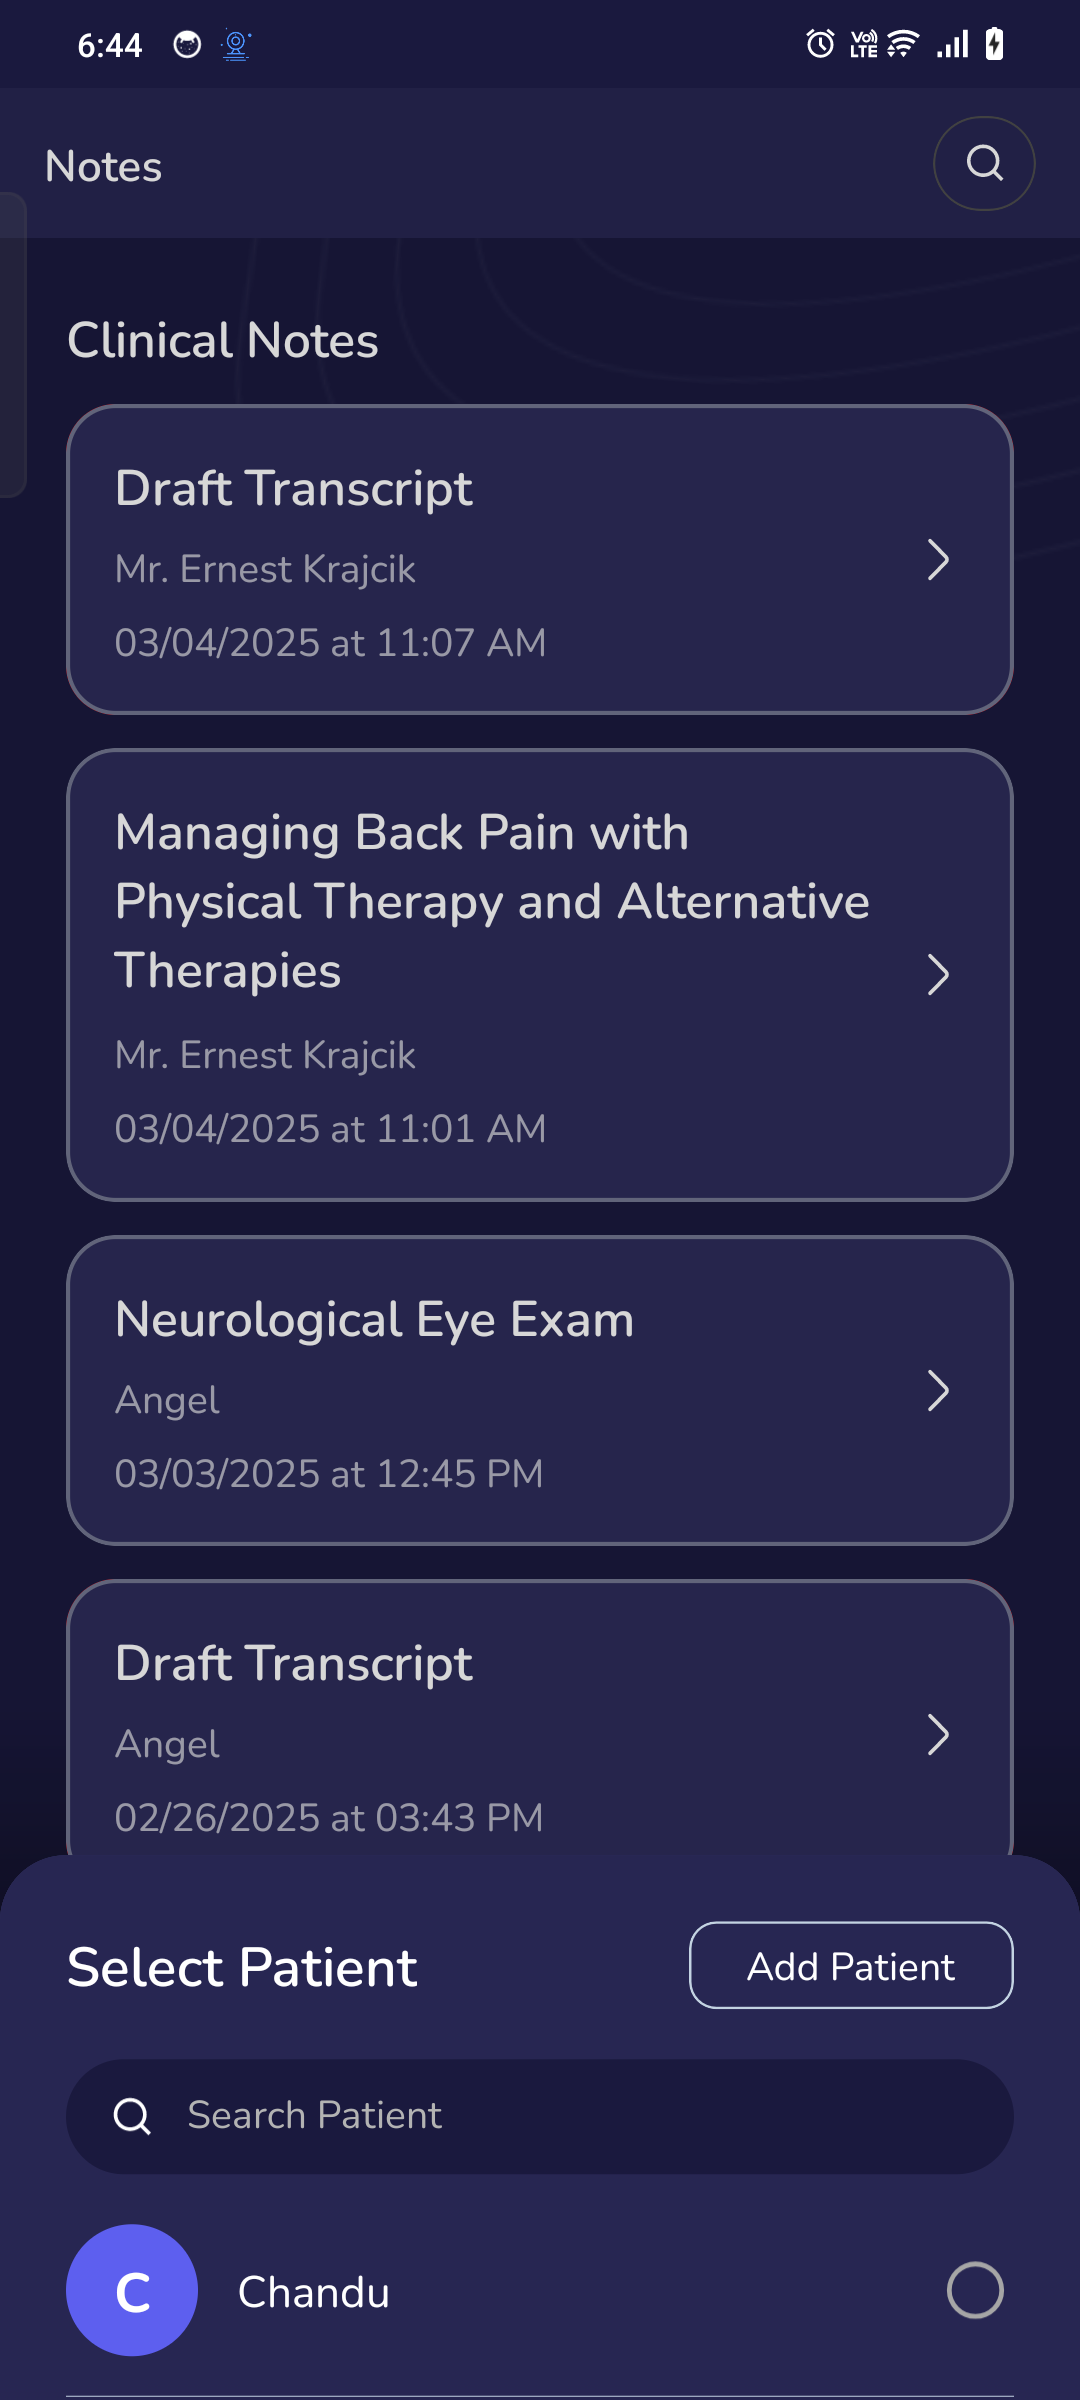 6:44
Vo))
LTE
Notes
Clinical Notes
Draft Transcript
Mr. Ernest Krajcik
03/04/2025 at 11:07 AM
Managing Back Pain with
Physical Therapy and Alternative
Therapies
Mr. Ernest Krajcik
03/04/2025 at 11:01 AM
Neurological Eye Exam
Angel
03/03/2025 at 12:45 PM
Draft Transcript
Angel
02/26/2025 at 03:43 PM
Select Patient
Add Patient
Search Patient
C
Chandu